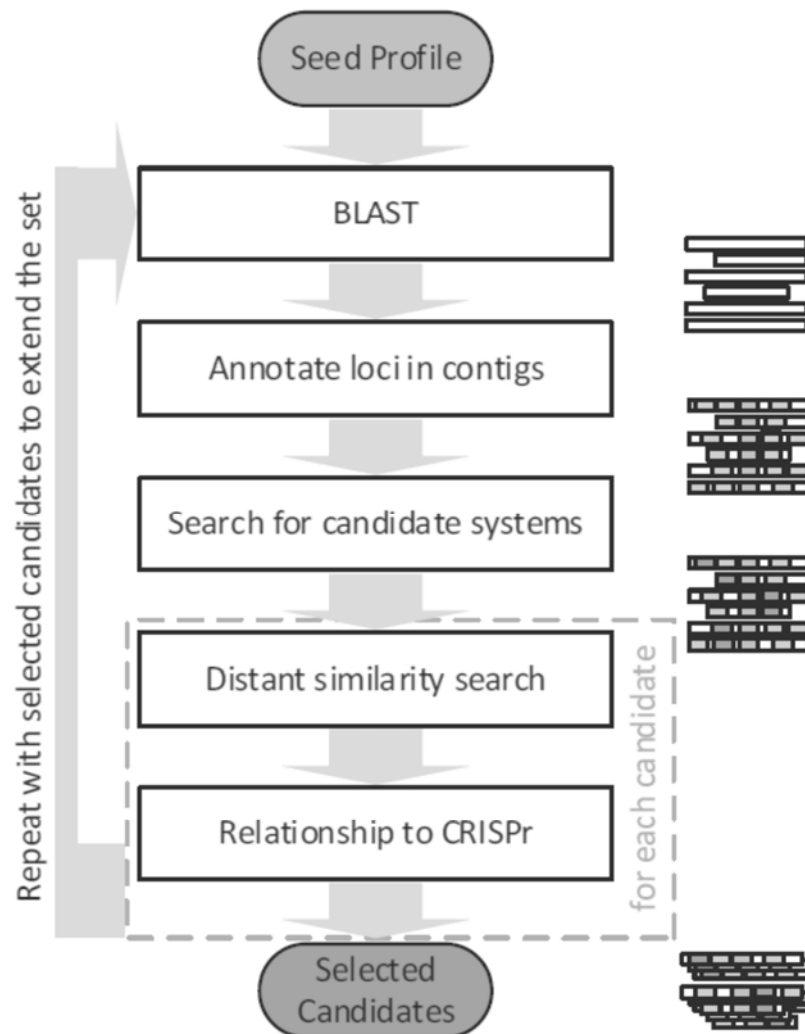 Seed Profile
BLAST
Annotate loci in contigs
Search for candidate systems
Distant similarity search
Relationship to CRISPr
for each candidate
Repeat with selected candidates to extend the set
Selected
Candidates